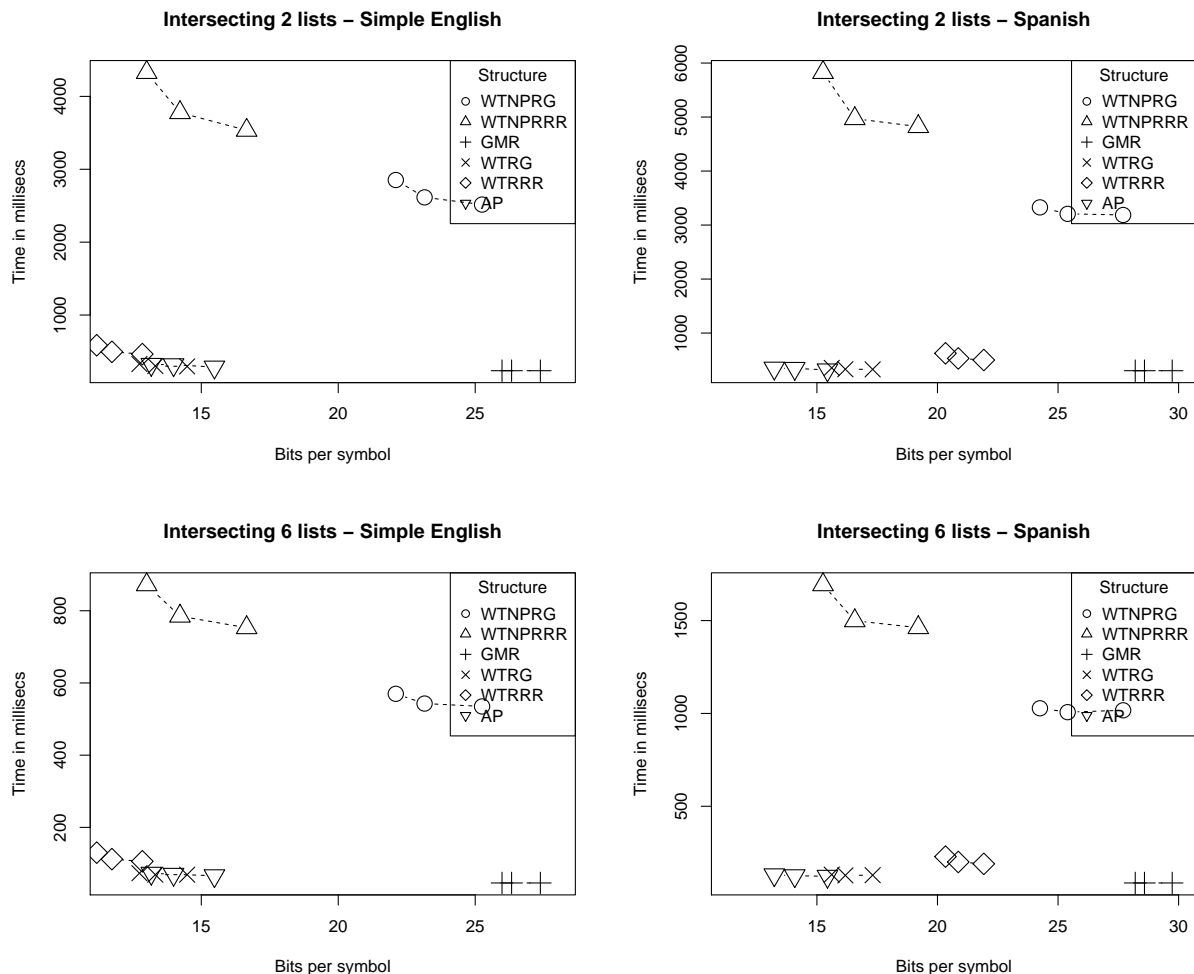 Intersecting 2 lists − Simple English
Time in millisecs
4000
3000
2000
1000
15 20 25
Bits per symbol
Structure
WTNPRG
WTNPRRR
GMR
WTRG
WTRRR
AP
Intersecting 2 lists − Spanish
Time in millisecs
6000
5000
4000
3000
2000
1000
15 20 25 30
Bits per symbol
Structure
WTNPRG
WTNPRRR
GMR
WTRG
WTRRR
AP
Intersecting 6 lists − Simple English
Time in millisecs
800
600
400
200
15 20 25
Bits per symbol
Structure
WTNPRG
WTNPRRR
GMR
WTRG
WTRRR
AP
Intersecting 6 lists − Spanish
Time in millisecs
1500
1000
500
15 20 25 30
Bits per symbol
Structure
WTNPRG
WTNPRRR
GMR
WTRG
WTRRR
AP